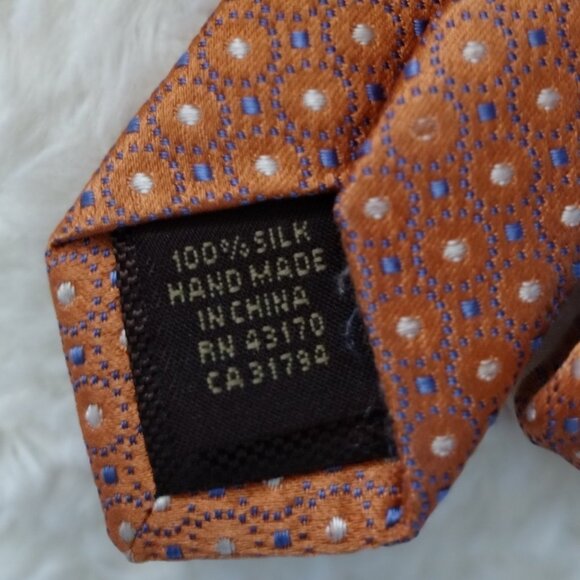 100% SILK
HAND MADE
IN CHINA
RN 43170
CA 31794